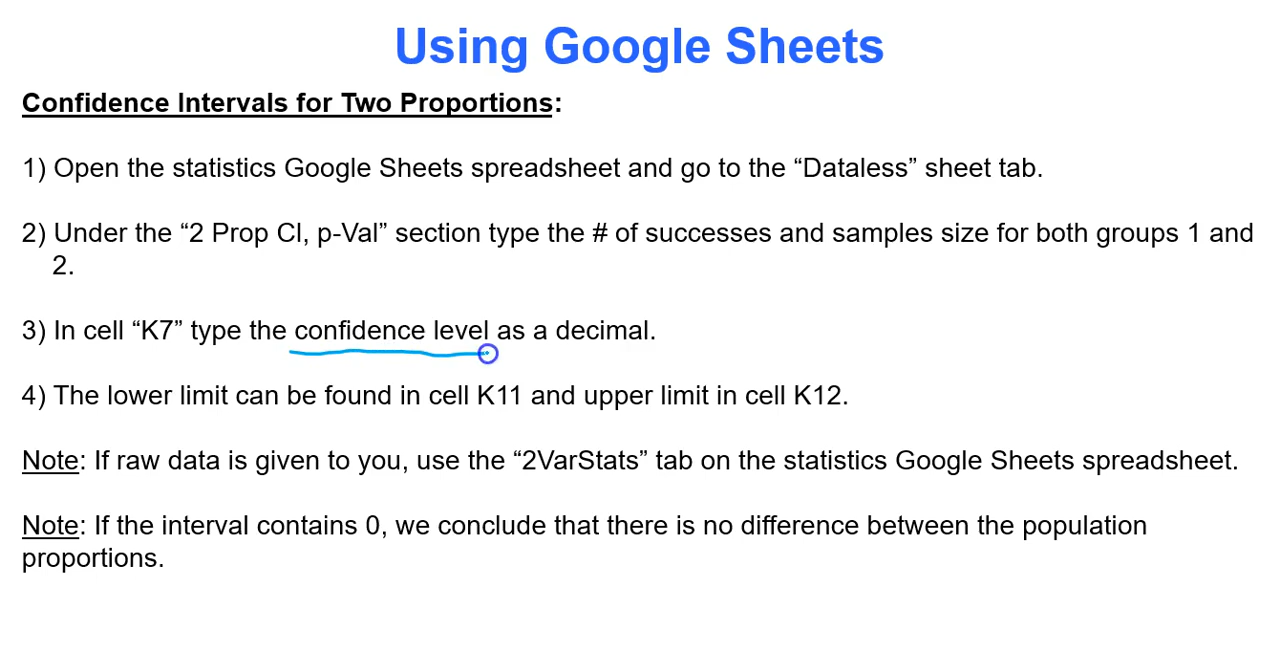 Using Google Sheets
Confidence Intervals for Two Proportions:
1) Open the statistics Google Sheets spreadsheet and go to the “Dataless” sheet tab.
2) Under the “2 Prop CI, p-Val” section type the # of successes and samples size for both groups 1 and
2.
3) In cell “K7” type the confidence level as a decimal.
4) The lower limit can be found in cell K11 and upper limit in cell K12.
Note: If raw data is given to you, use the “2VarStats” tab on the statistics Google Sheets spreadsheet.
Note: If the interval contains 0, we conclude that there is no difference between the population
proportions.